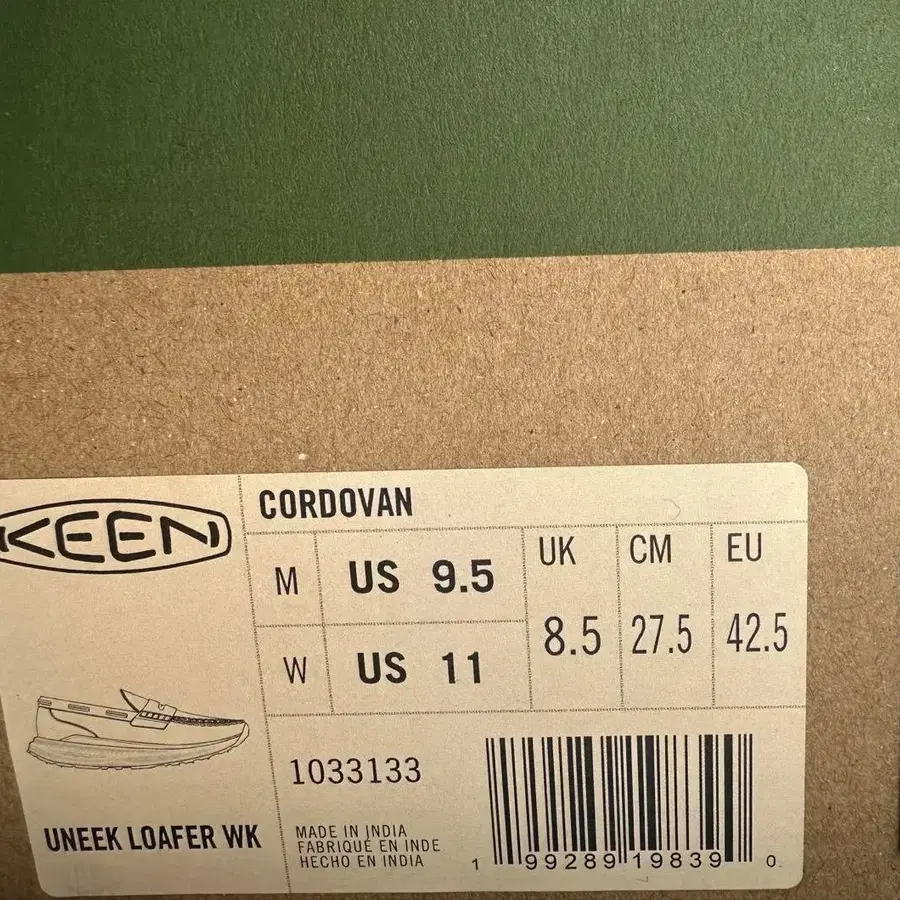 KEEN
CORDOVAN
M US 9.5
W US 11
UK CM EU
8.5 27.5 42.5
UNEEK LOAFER WK
1033133
MADE IN INDIA
FABRIQUÉ EN INDE
HECHO EN INDIA
1 99289 19839 0